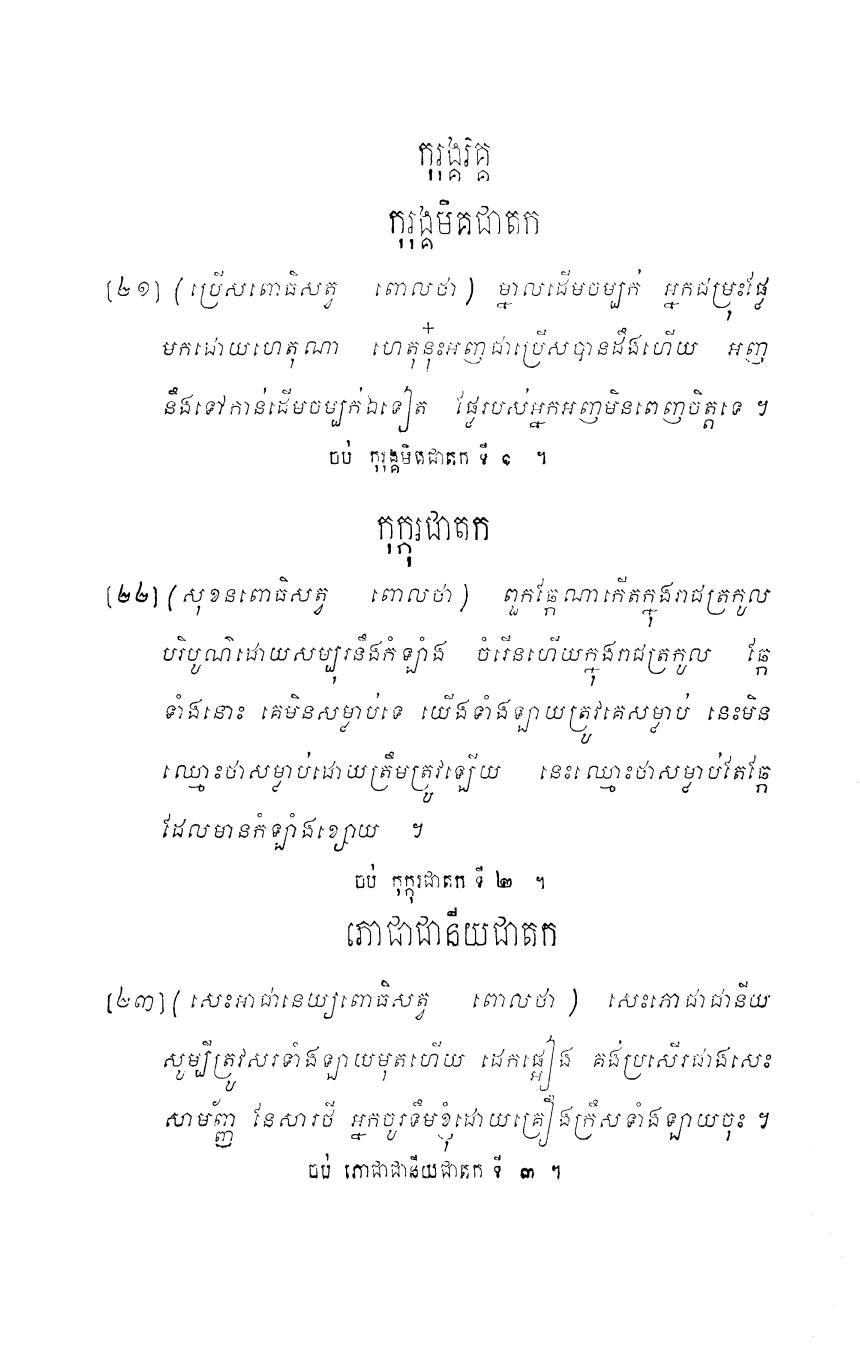 កុរុង្គវគ្គ
កុរុង្គមិគជាតក
[២១] (ប្រើសពោធិសត្វ ពោលថា) ម្នាលដើមចម្បក់ អ្នកជម្រុះផ្លែ
មកដោយហេតុណា ហេតុនុ៎ះអញជាប្រើសបានដឹងហើយ អញ
នឹងទៅកាន់ដើមចម្បក់ឯទៀត ផ្លែរបស់អ្នកអញមិនពេញចិត្តទេ ។
ចប់ កុរុង្គមិគជាតក ទី ១ ។
កុក្កុរជាតក
[២២] (សុខនពោធិសត្វ ពោលថា) ពួកឆ្កែណាកើតក្នុងរាជត្រកូល
បរិបូណ៌ដោយសម្បុរនឹងកំឡាំង ចំរើនហើយក្នុងរាជត្រកូល ឆ្កែ
ទាំងនោះ គេមិនសម្លាប់ទេ យើងទាំងឡាយត្រូវគេសម្លាប់ នេះមិន
ឈ្មោះថាសម្លាប់ដោយត្រឹមត្រូវឡើយ នេះឈ្មោះថាសម្លាប់តែឆ្កែ
ដែលមានកំឡាំងខ្សោយ ។
ចប់ កុក្កុរជាតក ទី ២ ។
ភោជាជានីយជាតក
[២៣] (សេះអាជានេយ្យពោធិសត្វ ពោលថា) សេះភោជាជានីយ
សូម្បីត្រូវសរទាំងឡាយមុតហើយ ដេកផ្អៀង គង់ប្រសើរជាងសេះ
សាមញ្ញ នែសារថី អ្នកចូរទឹមខ្ញុំដោយគ្រឿងក្រឹសទាំងឡាយចុះ ។
ចប់ ភោជាជានីយជាតក ទី ៣ ។